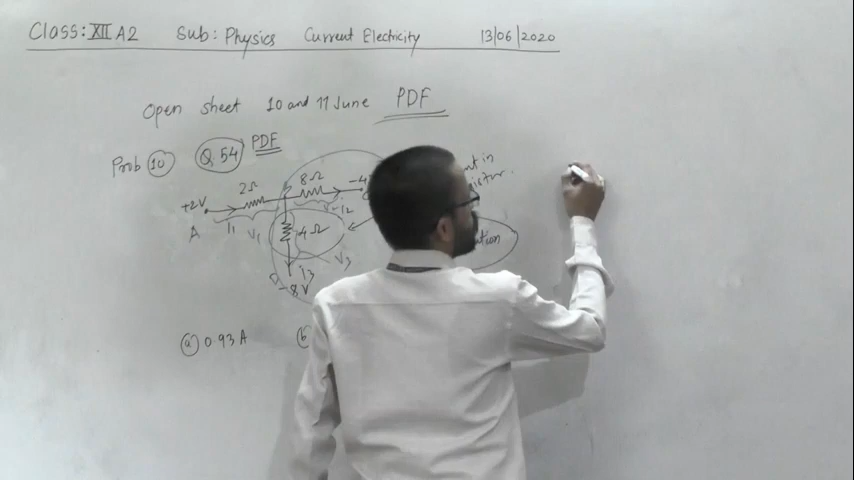 Class: XII A2 Sub: Physics Current Electricity 13/06/2020
Open sheet 10 and 11 June PDF
Prob 10 Q.54 PDF
2Ω 8Ω -4
+2V
A I1 V1 4Ω I2
I3 V3
-8V
(a) 0.93 A (b)